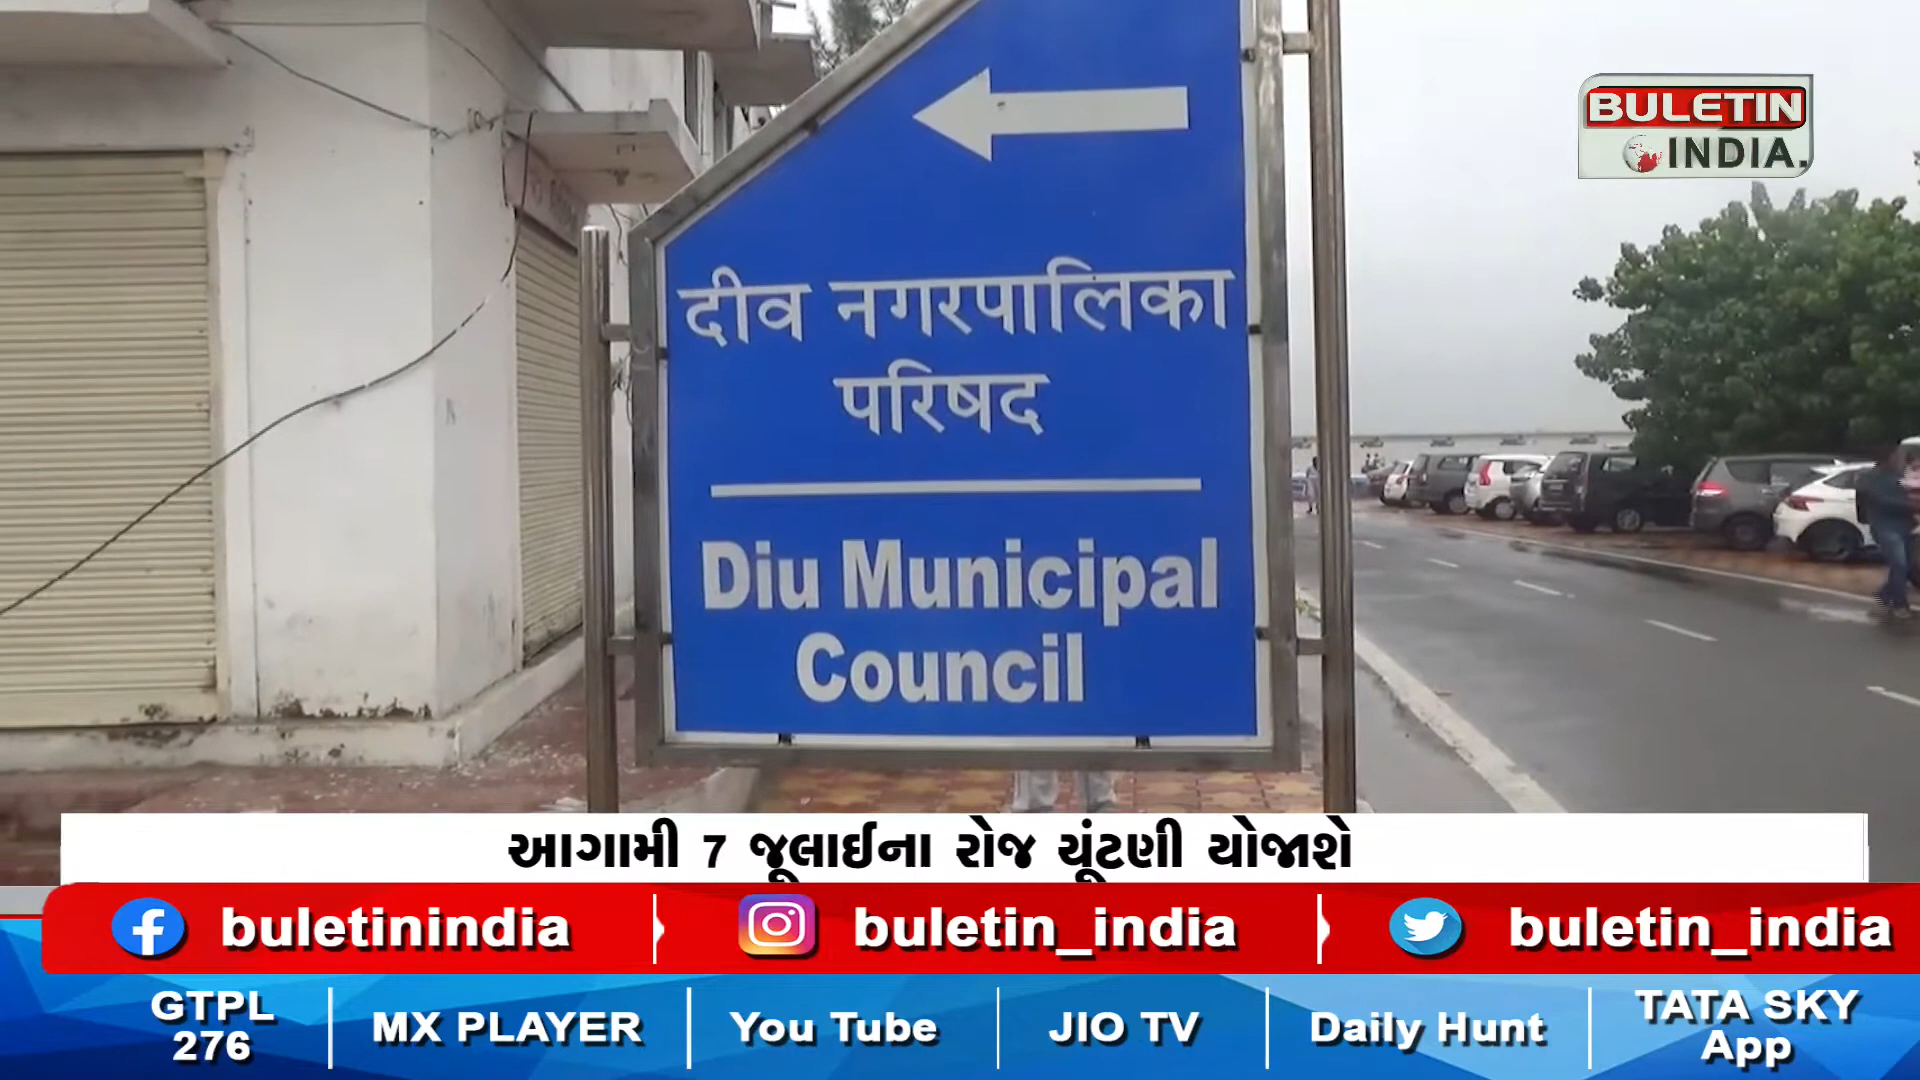 BULETIN
INDIA.
दीव नगरपालिका
परिषद
Diu Municipal
Council
આગામી 7 જૂલાઈના રોજ ચૂંટણી યોજાશે
buletinindia
buletin_india
buletin_india
GTPL
276
MX PLAYER
You Tube
JIO TV
Daily Hunt
TATA SKY
App